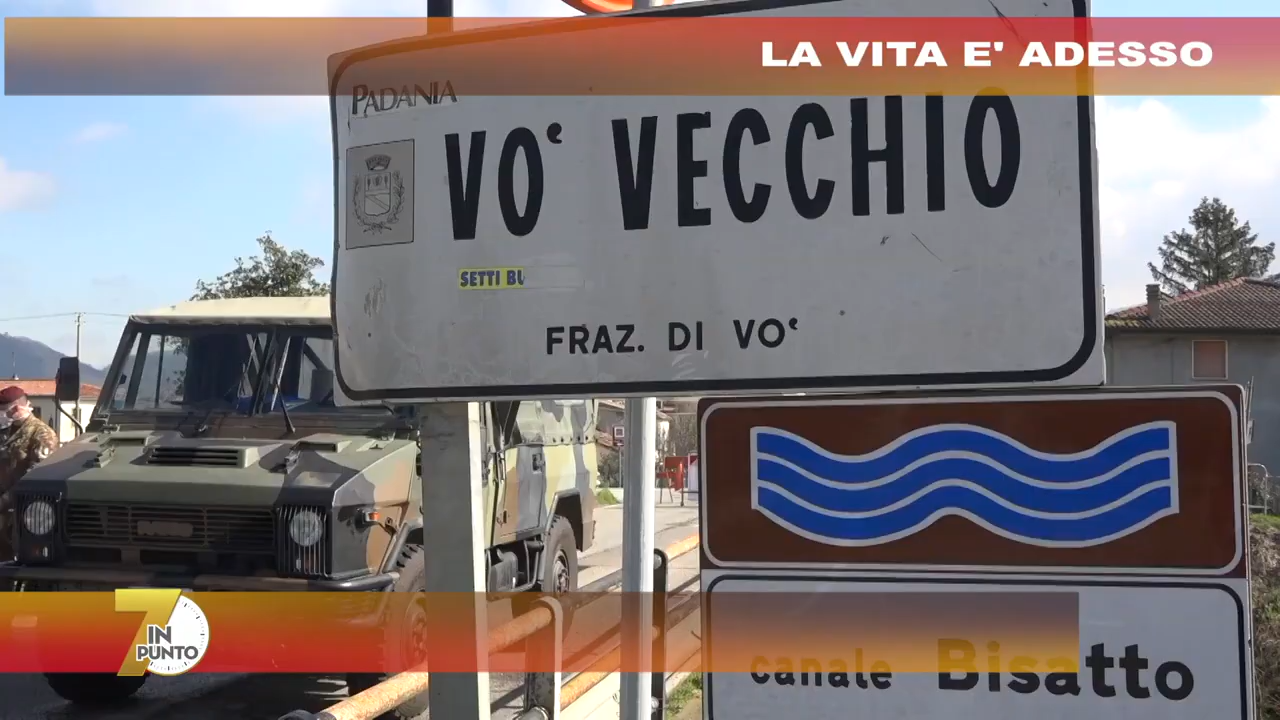 LA VITA E' ADESSO
PADANIA
VO' VECCHIO
SETTI BU
FRAZ. DI VO'
7 IN
PUNTO
canale Bisatto